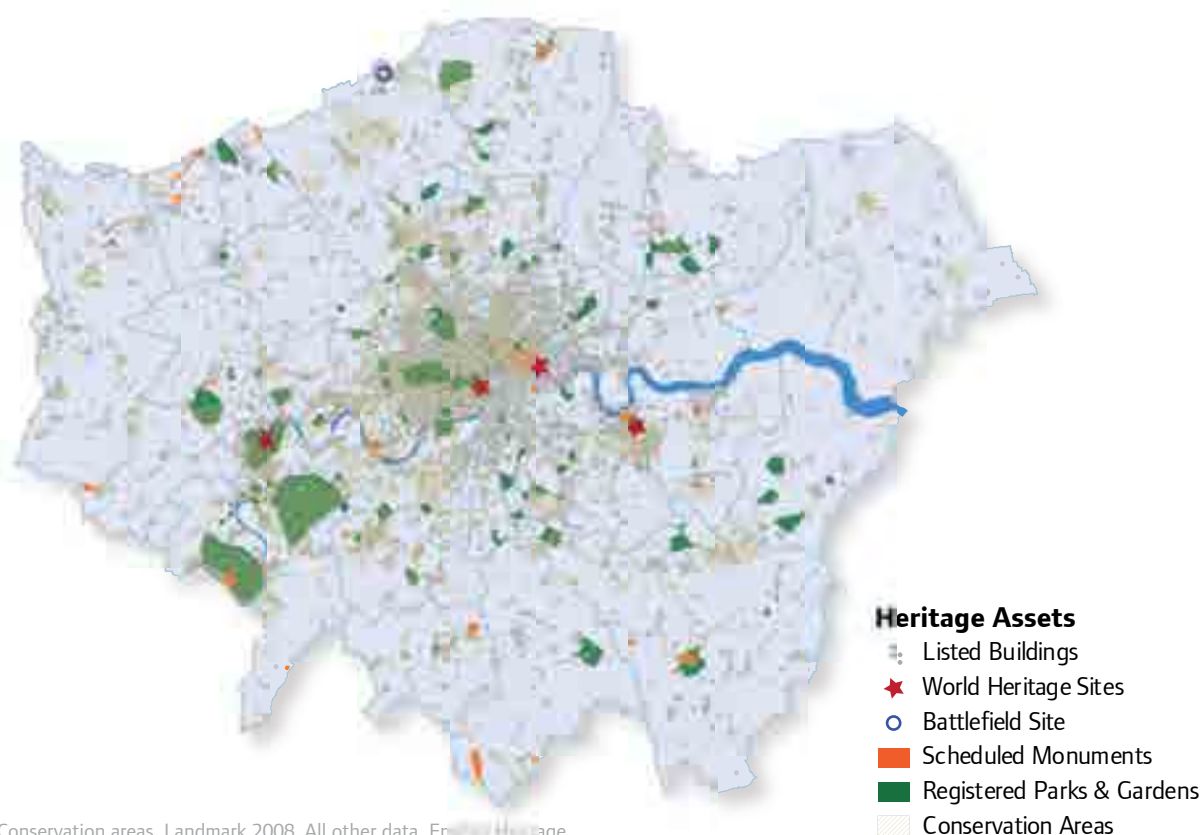 Heritage Assets
Listed Buildings
World Heritage Sites
Battlefield Site
Scheduled Monuments
Registered Parks & Gardens
Conservation Areas
Conservation areas, Landmark 2008. All other data,